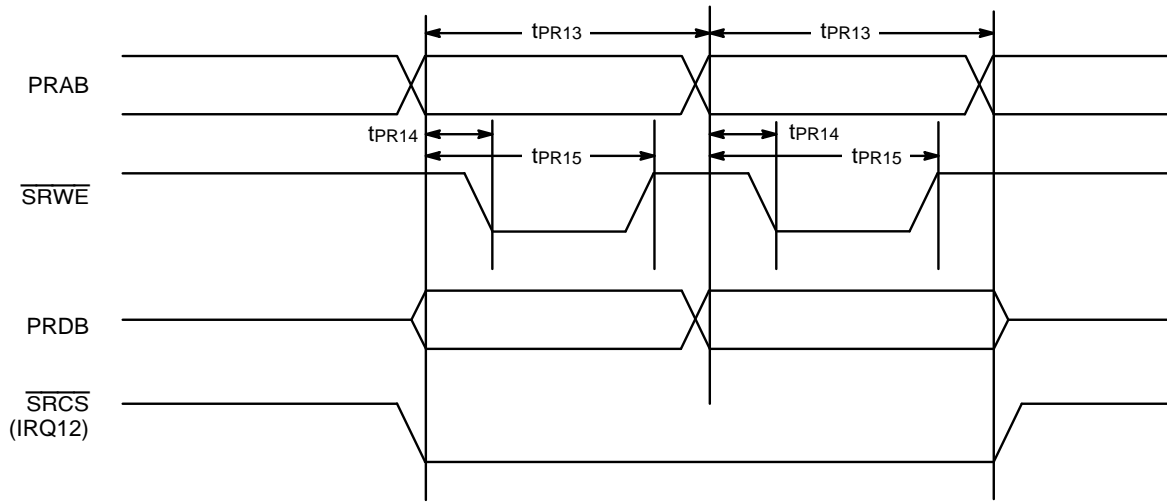 tPR13 tPR13
PRAB
tPR14 tPR14
tPR15 tPR15
SRWE
PRDB
SRCS
(IRQ12)